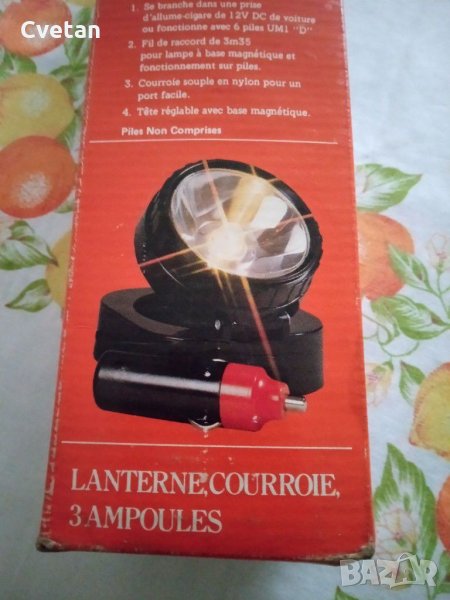 Cvetan
1. Se branche dans une prise
d'allume-cigare de 12V DC de voiture
ou fonctionne avec 6 piles UM1 "D"
2. Fil de raccord de 3m35
pour lampe à base magnétique et
fonctionnement sur piles.
3. Courroie souple en nylon pour un
port facile.
4. Tête réglable avec base magnétique.
Piles Non Comprises
LANTERNE,COURROIE,
3 AMPOULES
BAZAR